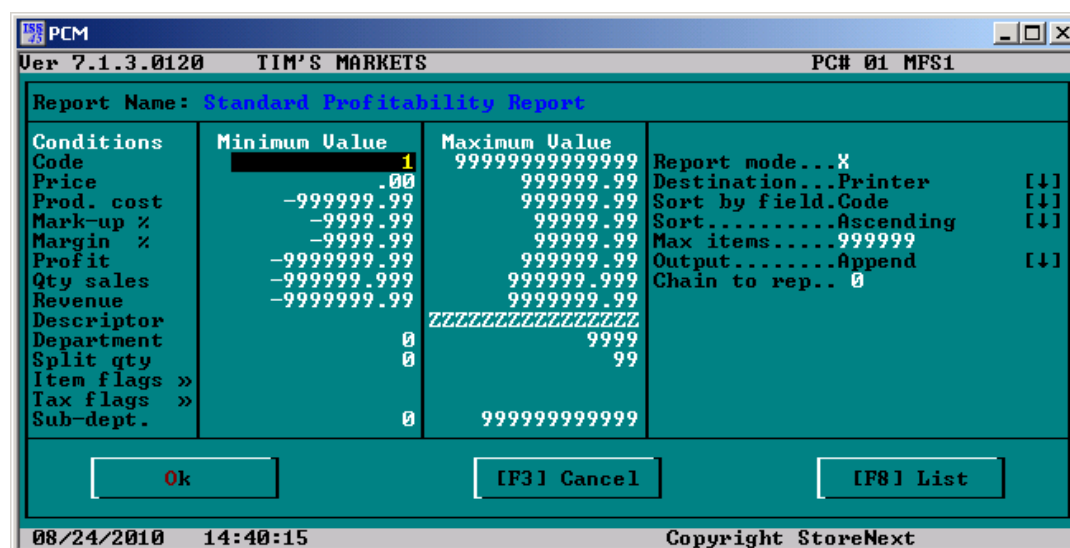 ISS 45 PCM
Ver 7.1.3.0120 TIM'S MARKETS PC# 01 MFS1
Report Name: Standard Profitability Report
Conditions Minimum Value Maximum Value
Code 1 99999999999999 Report mode...X
Price .00 999999.99 Destination...Printer [↓]
Prod. cost -999999.99 999999.99 Sort by field.Code [↓]
Mark-up % -9999.99 99999.99 Sort..........Ascending [↓]
Margin % -9999.99 99999.99 Max items.....999999
Profit -9999999.99 999999.99 Output........Append [↓]
Qty sales -999999.999 999999.999 Chain to rep.. 0
Revenue -9999999.99 9999999.99
Descriptor ZZZZZZZZZZZZZZZZ
Department 0 9999
Split qty 0 99
Item flags »
Tax flags »
Sub-dept. 0 999999999999
Ok [F3] Cancel [F8] List
08/24/2010 14:40:15 Copyright StoreNext